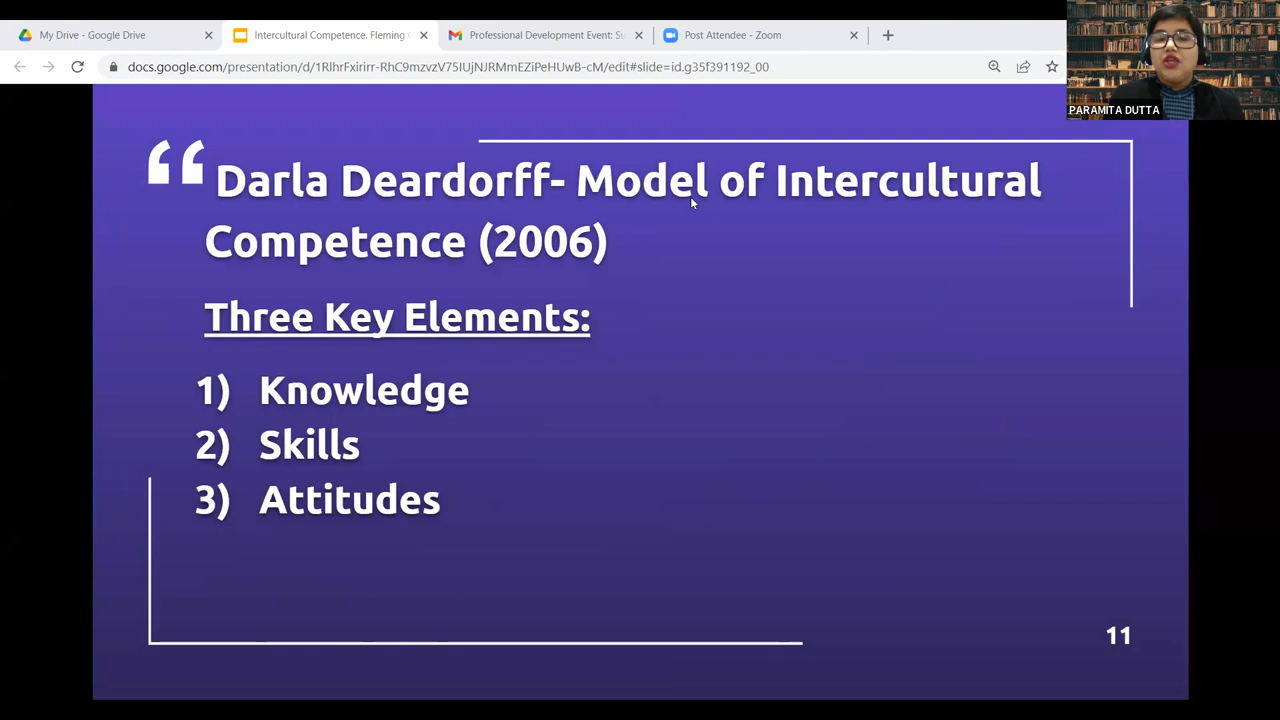 My Drive - Google Drive
Intercultural Competence. Fleming
Professional Development Event: Su
Post Attendee - Zoom
docs.google.com/presentation/d/1RlhrFxirirr-RhC9mzv2V75IUjNJRMmEZiPeHUwB-cM/edit#slide=id.g35f391192_00
PARAMITA DUTTA
“ Darla Deardorff- Model of Intercultural
Competence (2006)
Three Key Elements:
1) Knowledge
2) Skills
3) Attitudes
11